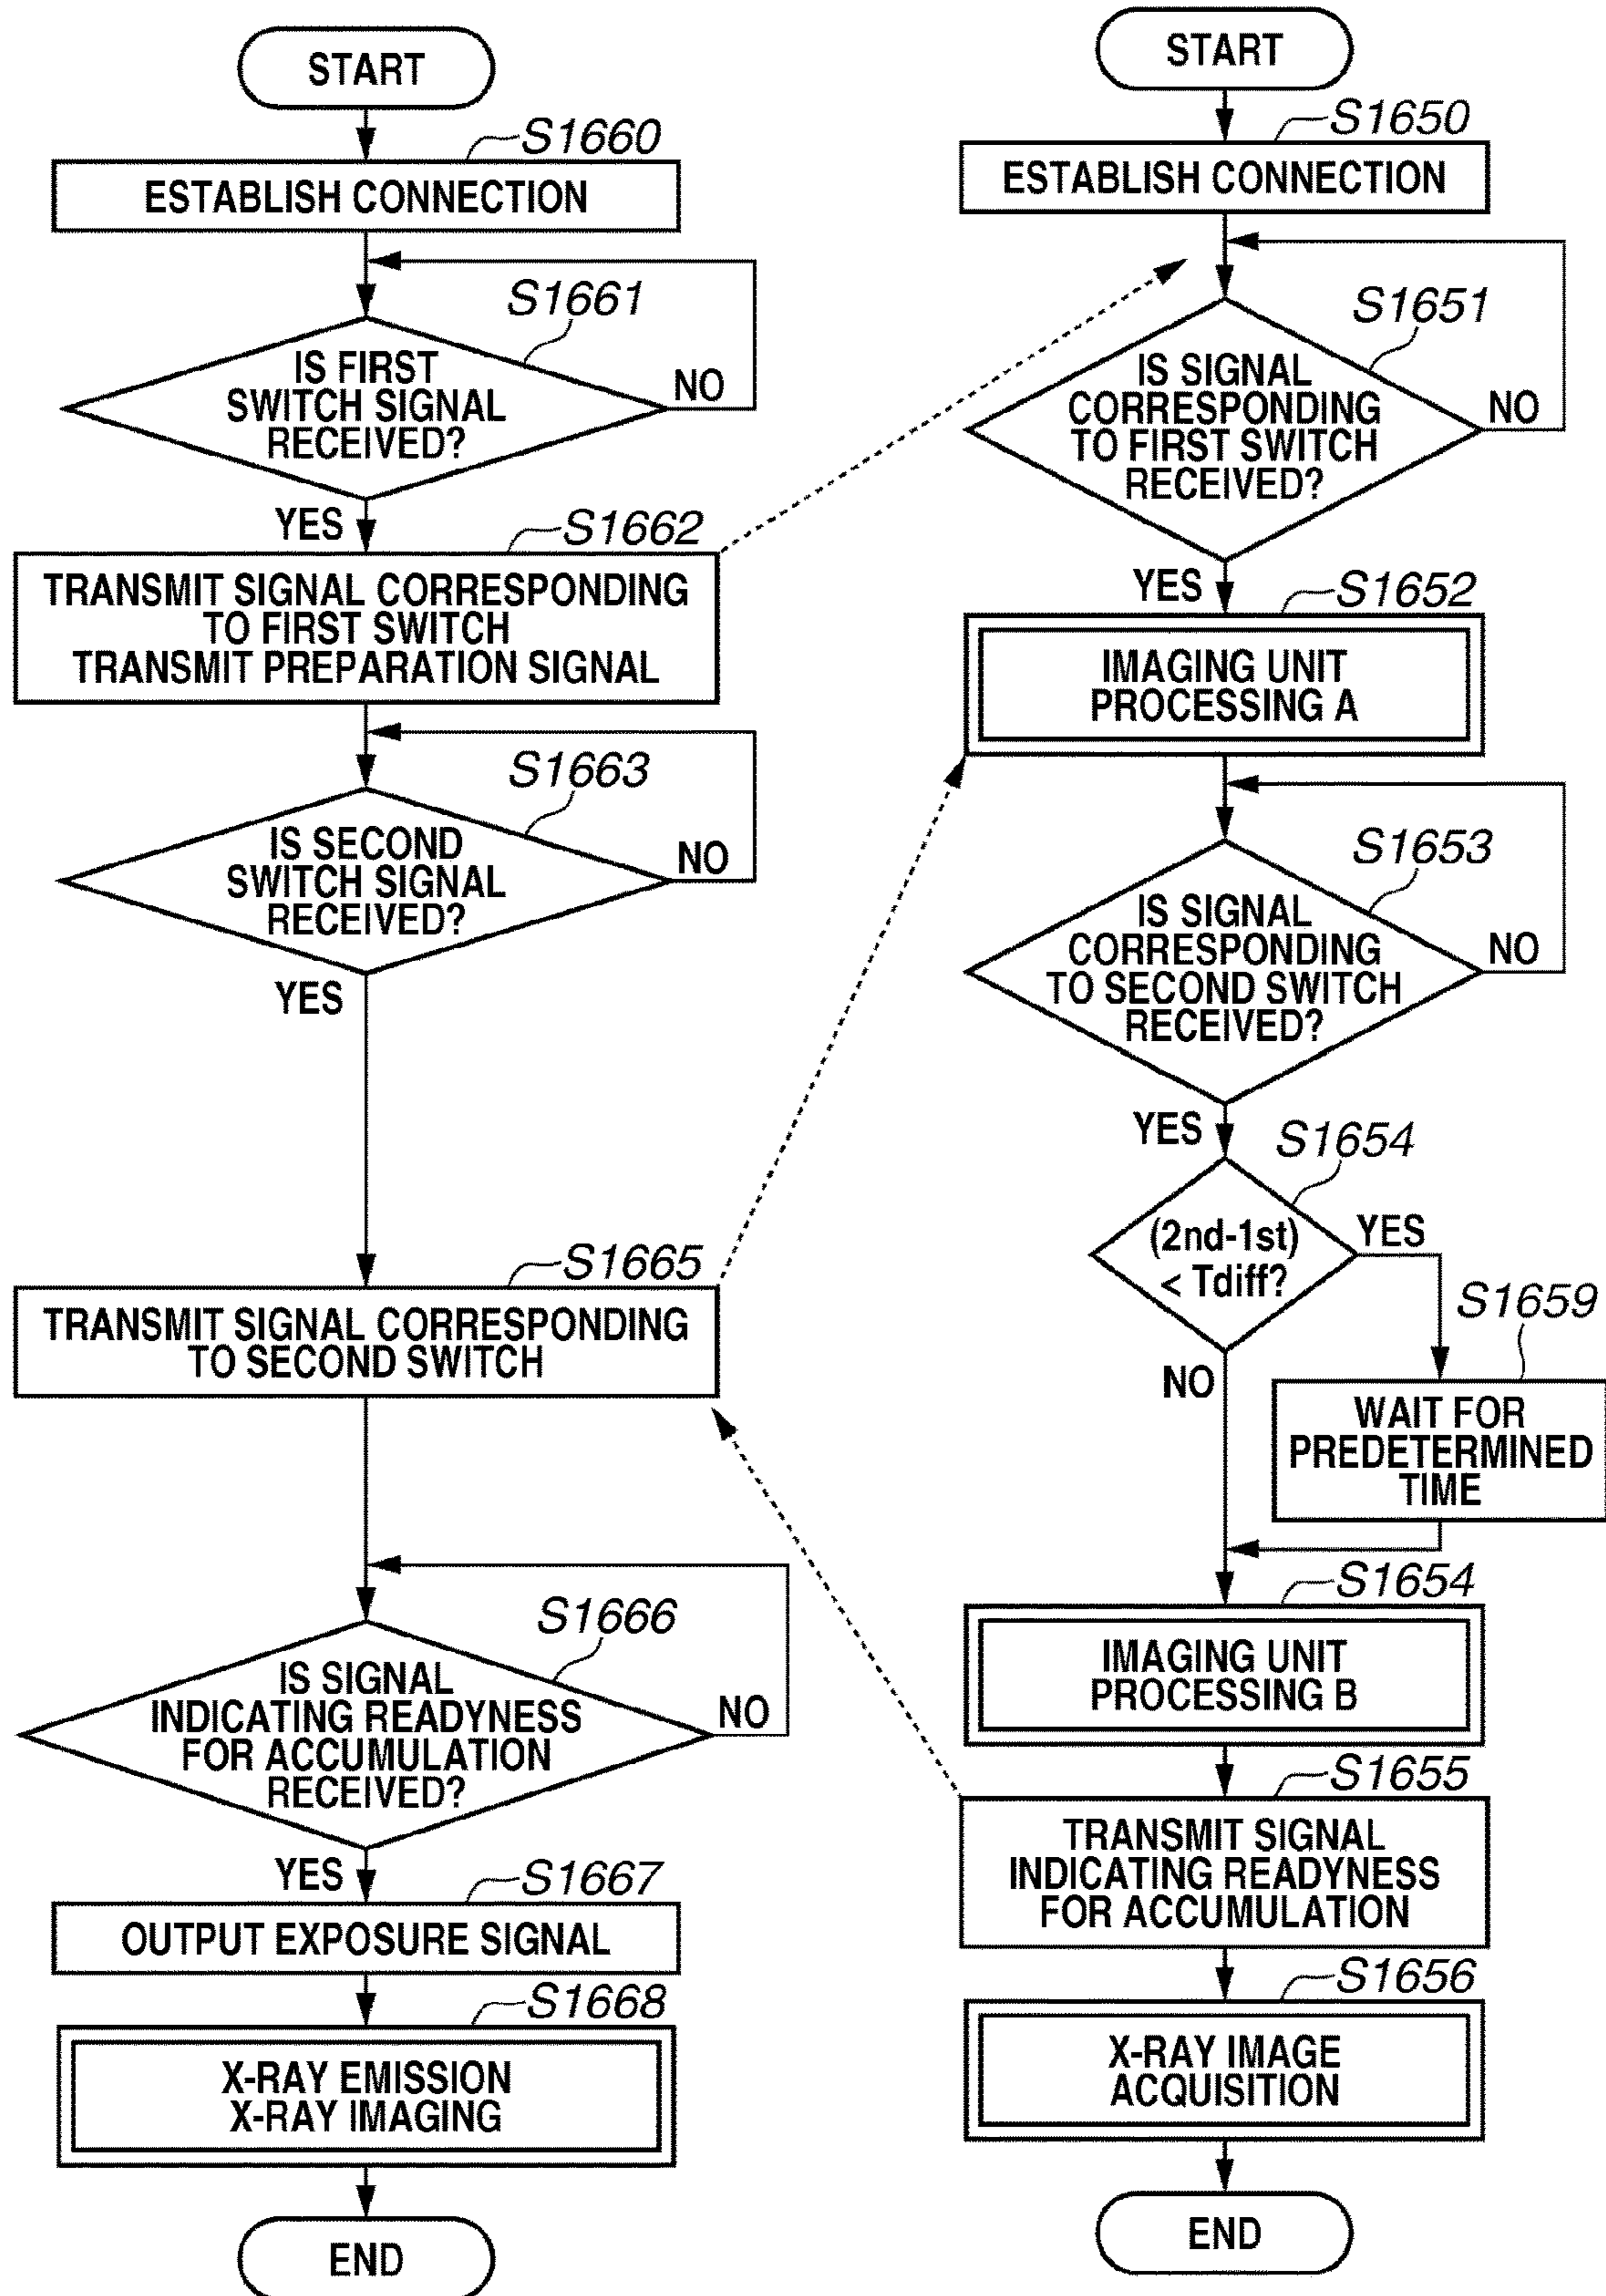 START
S1660
ESTABLISH CONNECTION
S1661
IS FIRST
SWITCH SIGNAL
RECEIVED?
NO
YES
S1662
TRANSMIT SIGNAL CORRESPONDING
TO FIRST SWITCH
TRANSMIT PREPARATION SIGNAL
S1663
IS SECOND
SWITCH SIGNAL
RECEIVED?
NO
YES
S1665
TRANSMIT SIGNAL CORRESPONDING
TO SECOND SWITCH
S1666
IS SIGNAL
INDICATING READYNESS
FOR ACCUMULATION
RECEIVED?
NO
YES
S1667
OUTPUT EXPOSURE SIGNAL
S1668
X-RAY EMISSION
X-RAY IMAGING
END
START
S1650
ESTABLISH CONNECTION
S1651
IS SIGNAL
CORRESPONDING
TO FIRST SWITCH
RECEIVED?
NO
YES
S1652
IMAGING UNIT
PROCESSING A
S1653
IS SIGNAL
CORRESPONDING
TO SECOND SWITCH
RECEIVED?
NO
YES
S1654
(2nd-1st)
< Tdiff?
YES
S1659
NO
WAIT FOR
PREDETERMINED
TIME
S1654
IMAGING UNIT
PROCESSING B
S1655
TRANSMIT SIGNAL
INDICATING READYNESS
FOR ACCUMULATION
S1656
X-RAY IMAGE
ACQUISITION
END